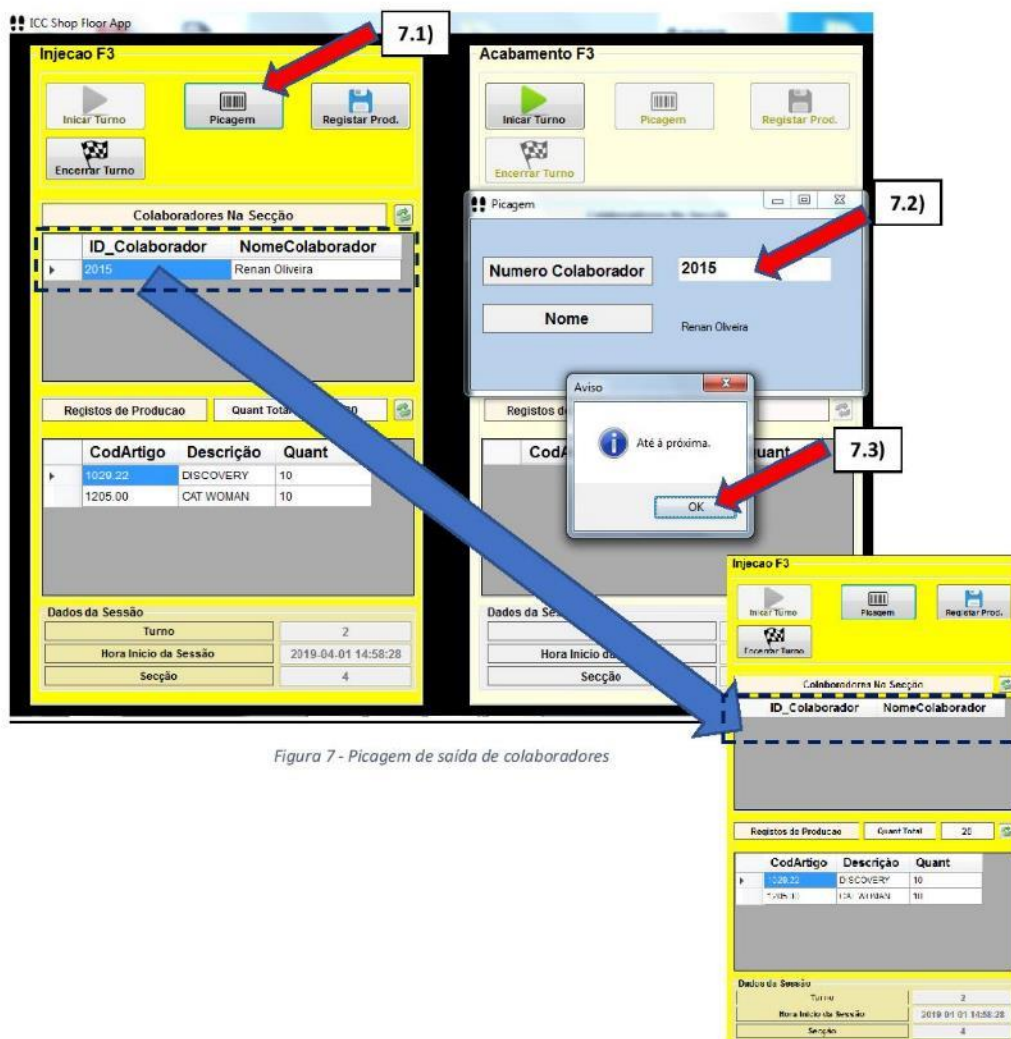 ICC Shop Floor App
7.1)
Injecao F3
Inicar Turno
Picagem
Registar Prod.
Encerrar Turno
Colaboradores Na Secção
ID_Colaborador NomeColaborador
2015 Renan Oliveira
Registos de Producao Quant
CodArtigo Descrição Quant
1029.22 DISCOVERY 10
1205.00 CAT WOMAN 10
Dados da Sessão
Turno 2
Hora Inicio da Sessão 2019-04-01 14:58:28
Secção 4
Acabamento F3
Inicar Turno
Picagem
Registar Prod.
Encerrar Turno
Picagem
7.2)
Numero Colaborador 2015
Nome Renan Oliveira
Aviso
Até à próxima.
OK
7.3)
Registos
Dados da
Hora Inicio
Secção
Figura 7 - Picagem de saída de colaboradores
Injecao F3
Inicar Turno
Picagem
Registar Prod.
Encerrar Turno
Colaboradores Na Secção
ID_Colaborador NomeColaborador
Registos de Producao Quant Total 20
CodArtigo Descrição Quant
1029.22 DISCOVERY 10
1205.00 CAT WOMAN 10
Dados da Sessão
Turno 2
Hora Inicio da Sessão 2019-04-01 14:58:28
Secção 4